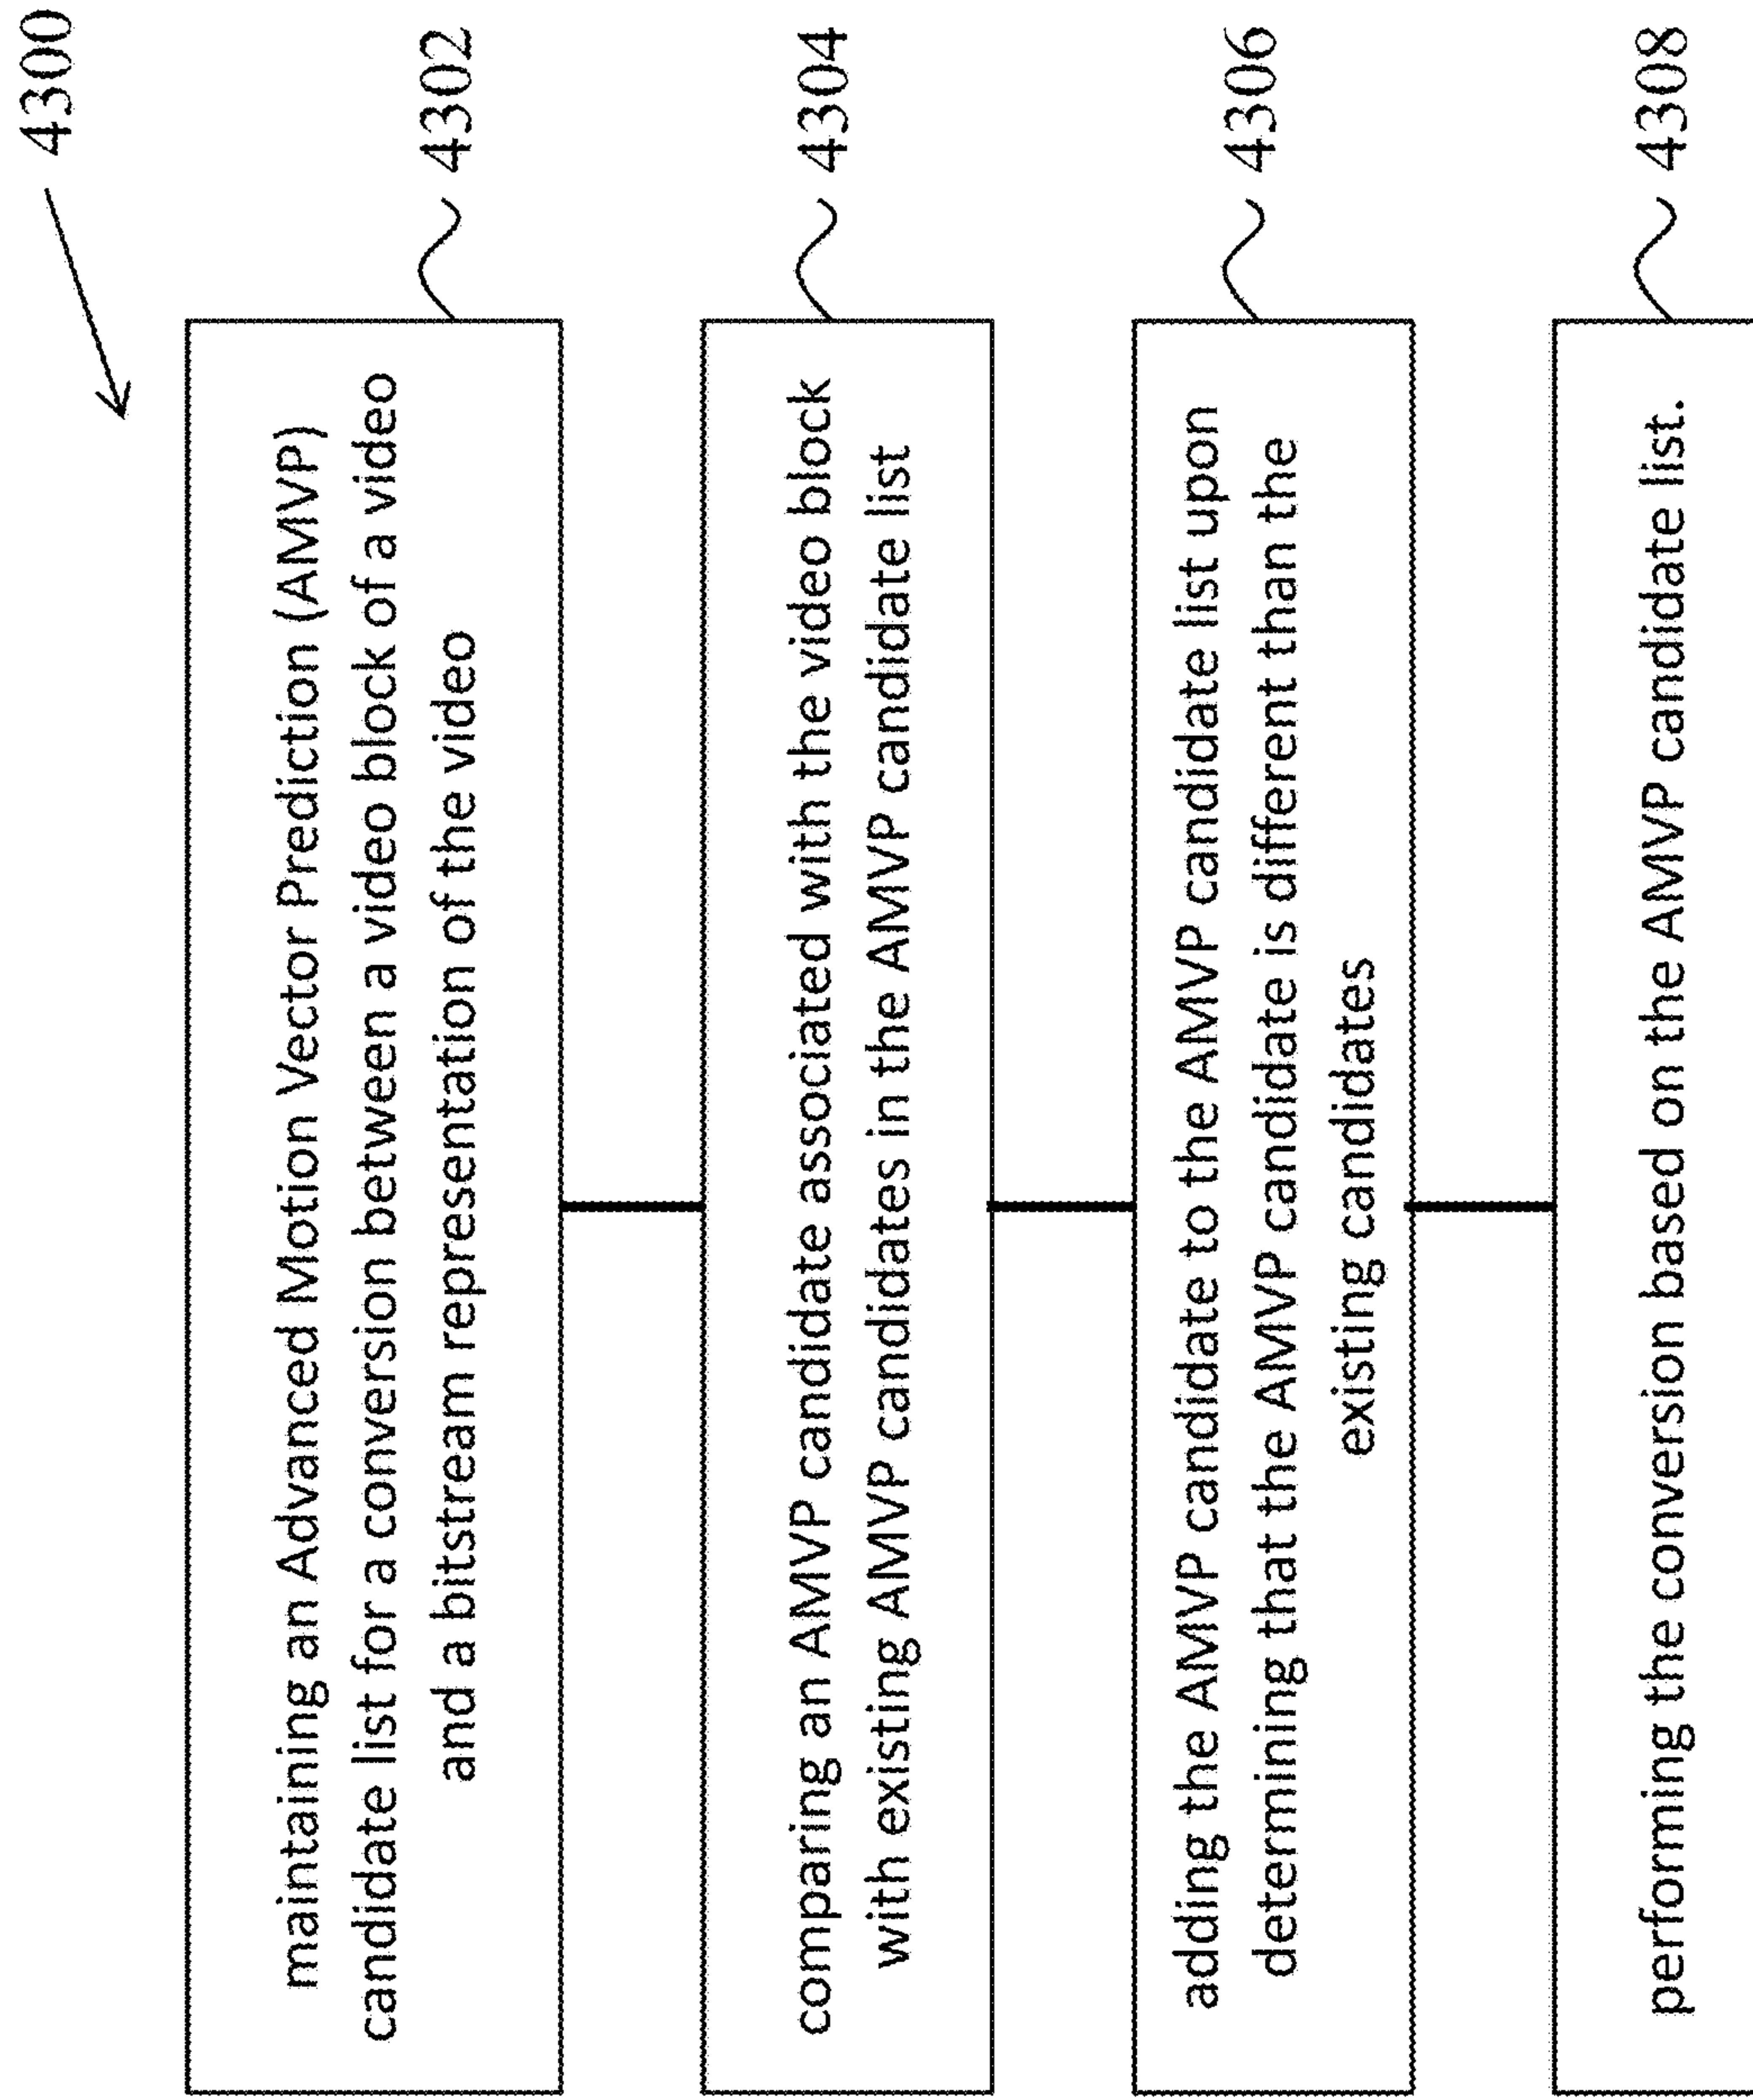 4300
maintaining an Advanced Motion Vector Prediction (AMVP)
candidate list for a conversion between a video block of a video
and a bitstream representation of the video
4302
comparing an AMVP candidate associated with the video block
with existing AMVP candidates in the AMVP candidate list
4304
adding the AMVP candidate to the AMVP candidate list upon
determining that the AMVP candidate is different than the
existing candidates
4306
performing the conversion based on the AMVP candidate list.
4308